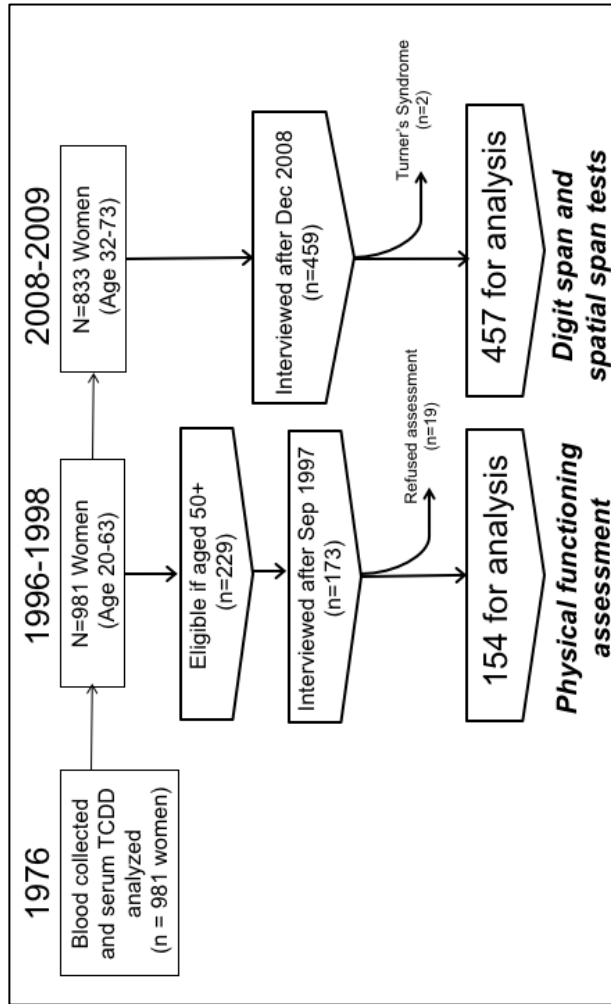 1976
Blood collected
and serum TCDD
analyzed
(n = 981 women)
1996-1998
N=981 Women
(Age 20-63)
Eligible if aged 50+
(n=229)
Interviewed after Sep 1997
(n=173)
Refused assessment
(n=19)
154 for analysis
Physical functioning
assessment
2008-2009
N=833 Women
(Age 32-73)
Interviewed after Dec 2008
(n=459)
Turner's Syndrome
(n=2)
457 for analysis
Digit span and
spatial span tests